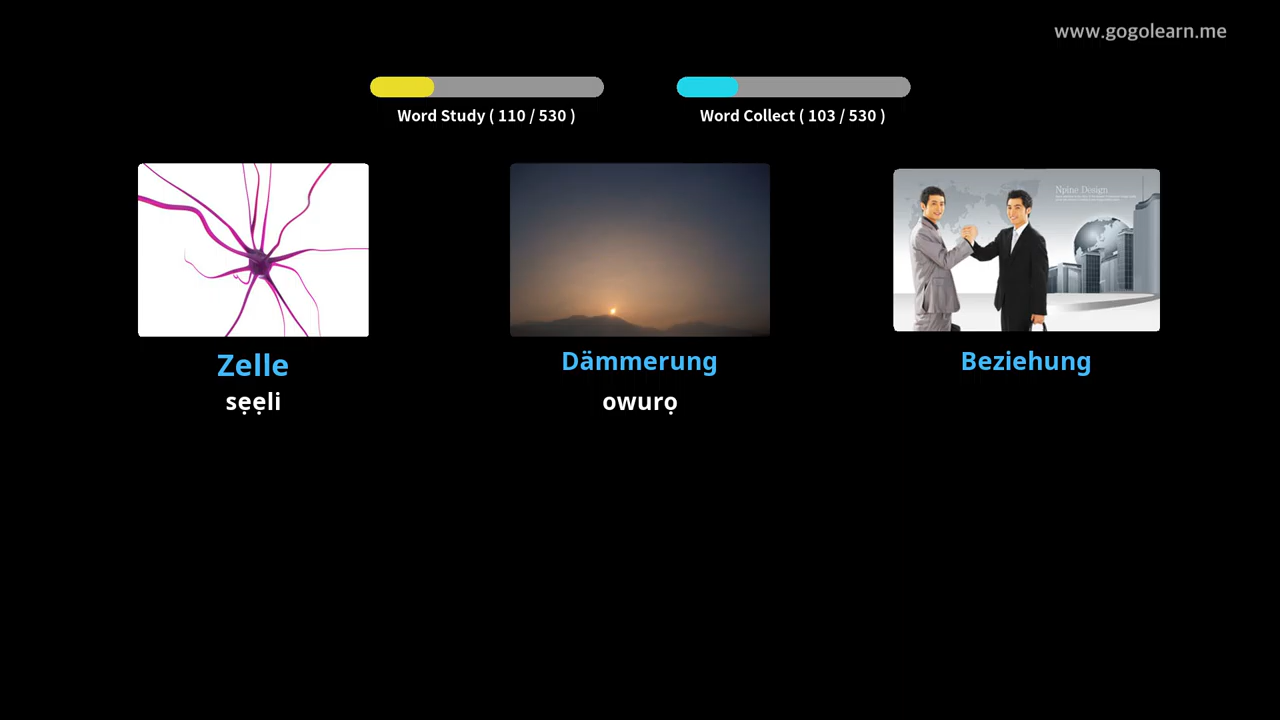 www.gogolearn.me
Word Study ( 110 / 530 )
Word Collect ( 103 / 530 )
Npine Design
Zelle
sẹẹli
Dämmerung
owurọ
Beziehung